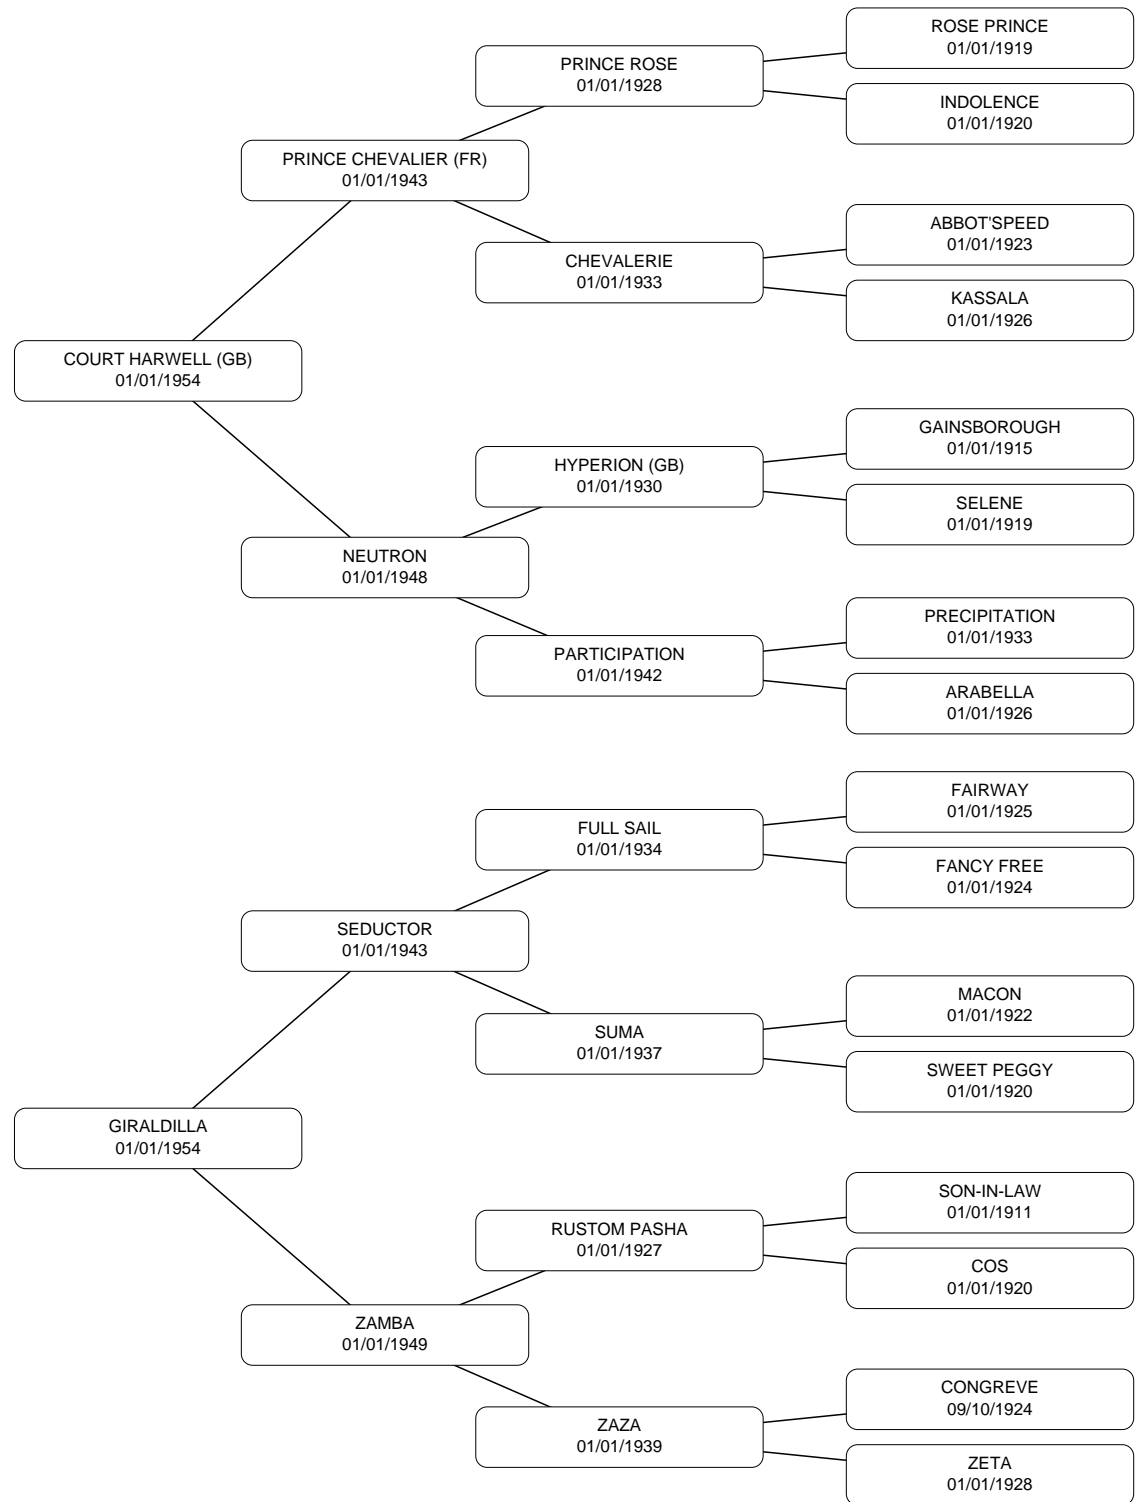 ROSE PRINCE
01/01/1919
PRINCE ROSE
01/01/1928
INDOLENCE
01/01/1920
PRINCE CHEVALIER (FR)
01/01/1943
ABBOT'SPEED
01/01/1923
CHEVALERIE
01/01/1933
KASSALA
01/01/1926
COURT HARWELL (GB)
01/01/1954
GAINSBOROUGH
01/01/1915
HYPERION (GB)
01/01/1930
SELENE
01/01/1919
NEUTRON
01/01/1948
PRECIPITATION
01/01/1933
PARTICIPATION
01/01/1942
ARABELLA
01/01/1926
FAIRWAY
01/01/1925
FULL SAIL
01/01/1934
FANCY FREE
01/01/1924
SEDUCTOR
01/01/1943
MACON
01/01/1922
SUMA
01/01/1937
SWEET PEGGY
01/01/1920
GIRALDILLA
01/01/1954
SON-IN-LAW
01/01/1911
RUSTOM PASHA
01/01/1927
COS
01/01/1920
ZAMBA
01/01/1949
CONGREVE
09/10/1924
ZAZA
01/01/1939
ZETA
01/01/1928